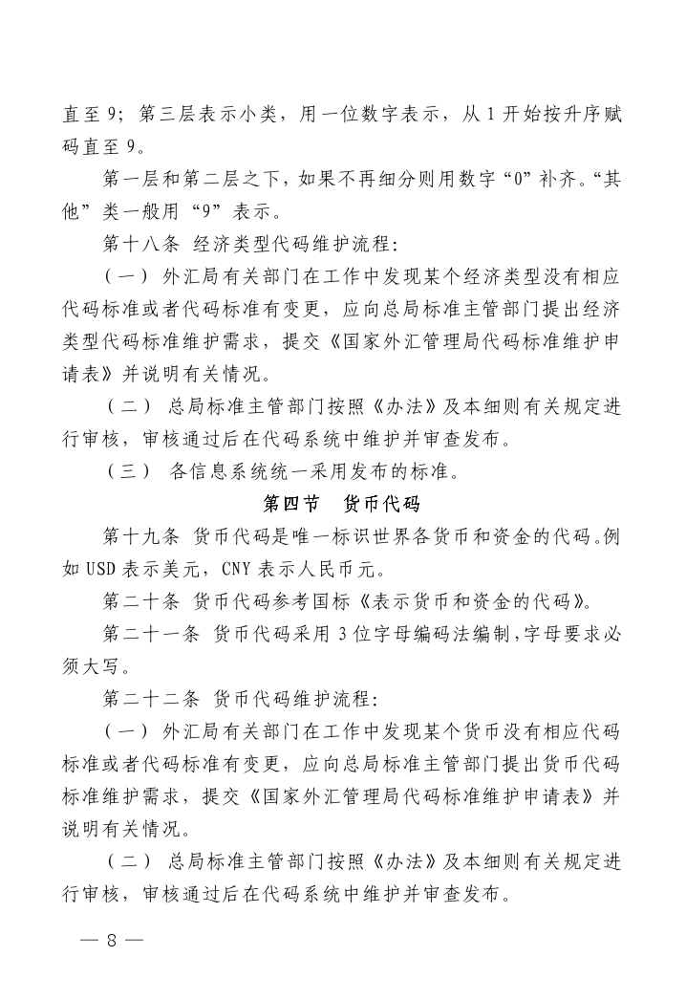 直至 9；第三层表示小类，用一位数字表示，从 1 开始按升序赋
码直至 9。
第一层和第二层之下，如果不再细分则用数字“0”补齐。“其
他”类一般用“9”表示。
第十八条 经济类型代码维护流程：
（一）外汇局有关部门在工作中发现某个经济类型没有相应
代码标准或者代码标准有变更，应向总局标准主管部门提出经济
类型代码标准维护需求，提交《国家外汇管理局代码标准维护申
请表》并说明有关情况。
（二）总局标准主管部门按照《办法》及本细则有关规定进
行审核，审核通过后在代码系统中维护并审查发布。
（三）各信息系统统一采用发布的标准。
第四节 货币代码
第十九条 货币代码是唯一标识世界各货币和资金的代码。例
如 USD 表示美元，CNY 表示人民币元。
第二十条 货币代码参考国标《表示货币和资金的代码》。
第二十一条 货币代码采用 3 位字母编码法编制，字母要求必
须大写。
第二十二条 货币代码维护流程：
（一）外汇局有关部门在工作中发现某个货币没有相应代码
标准或者代码标准有变更，应向总局标准主管部门提出货币代码
标准维护需求，提交《国家外汇管理局代码标准维护申请表》并
说明有关情况。
（二）总局标准主管部门按照《办法》及本细则有关规定进
行审核，审核通过后在代码系统中维护并审查发布。
— 8 —